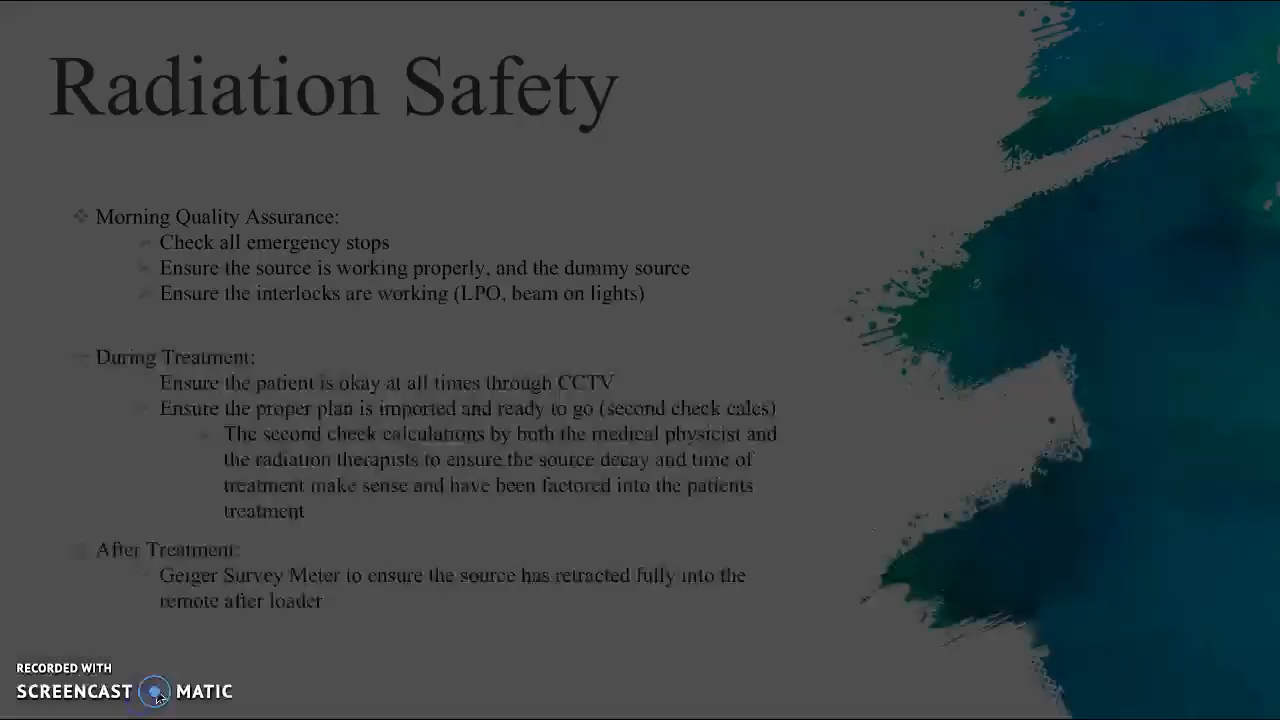 Radiation Safety
Morning Quality Assurance:
Check all emergency stops
Ensure the source is working properly, and the dummy source
Ensure the interlocks are working (LPO, beam on lights)
During Treatment:
Ensure the patient is okay at all times through CCTV
Ensure the proper plan is imported and ready to go (second check calcs)
The second check calculations by both the medical physicist and
the radiation therapists to ensure the source decay and time of
treatment make sense and have been factored into the patients
treatment
After Treatment:
Geiger Survey Meter to ensure the source has retracted fully into the
remote after loader
RECORDED WITH
SCREENCAST MATIC